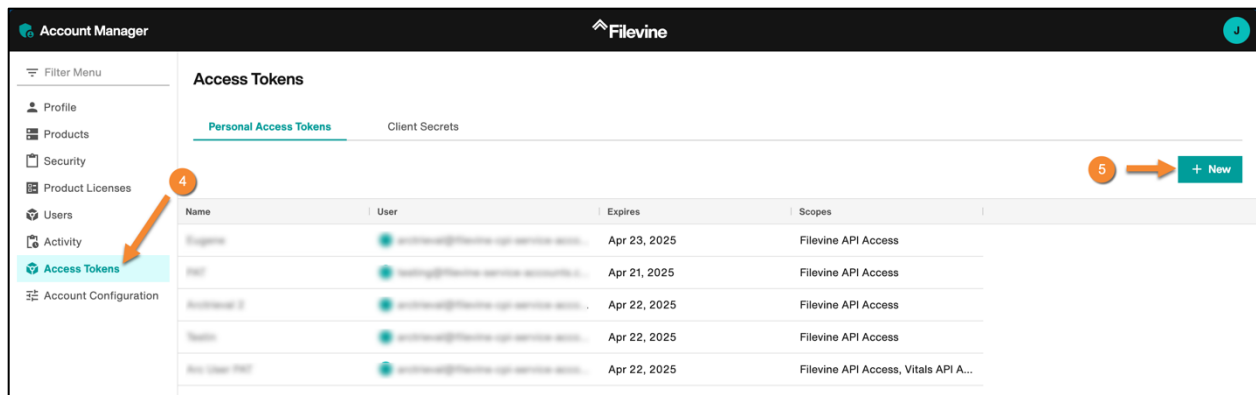 Account Manager
Filevine
J
Filter Menu
Access Tokens
Profile
Personal Access Tokens
Client Secrets
Products
Security
5
+ New
Product Licenses
4
Name
User
Expires
Scopes
Users
Activity
Apr 23, 2025
Filevine API Access
Access Tokens
Apr 21, 2025
Filevine API Access
Account Configuration
Apr 22, 2025
Filevine API Access
Apr 22, 2025
Filevine API Access
Apr 22, 2025
Filevine API Access, Vitals API A...